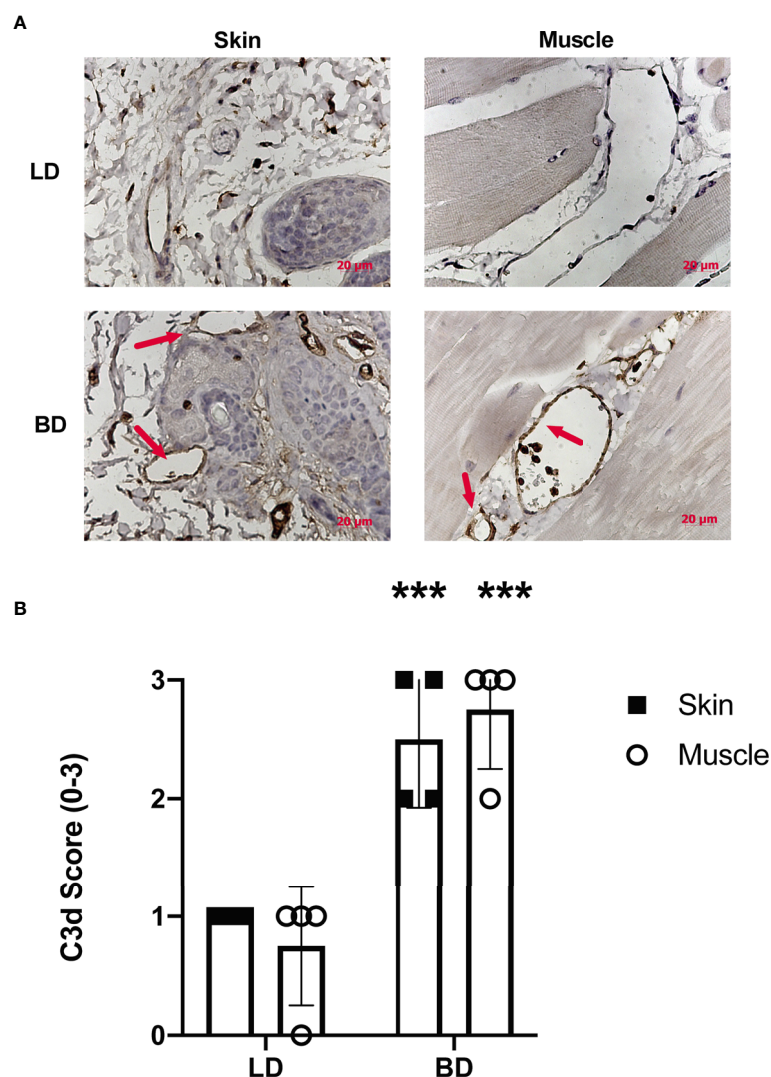 A
Skin Muscle
LD
20 µm 20 µm
BD
20 µm 20 µm
B
*** ***
3
2
1
0
C3d Score (0-3)
LD BD
Skin
Muscle